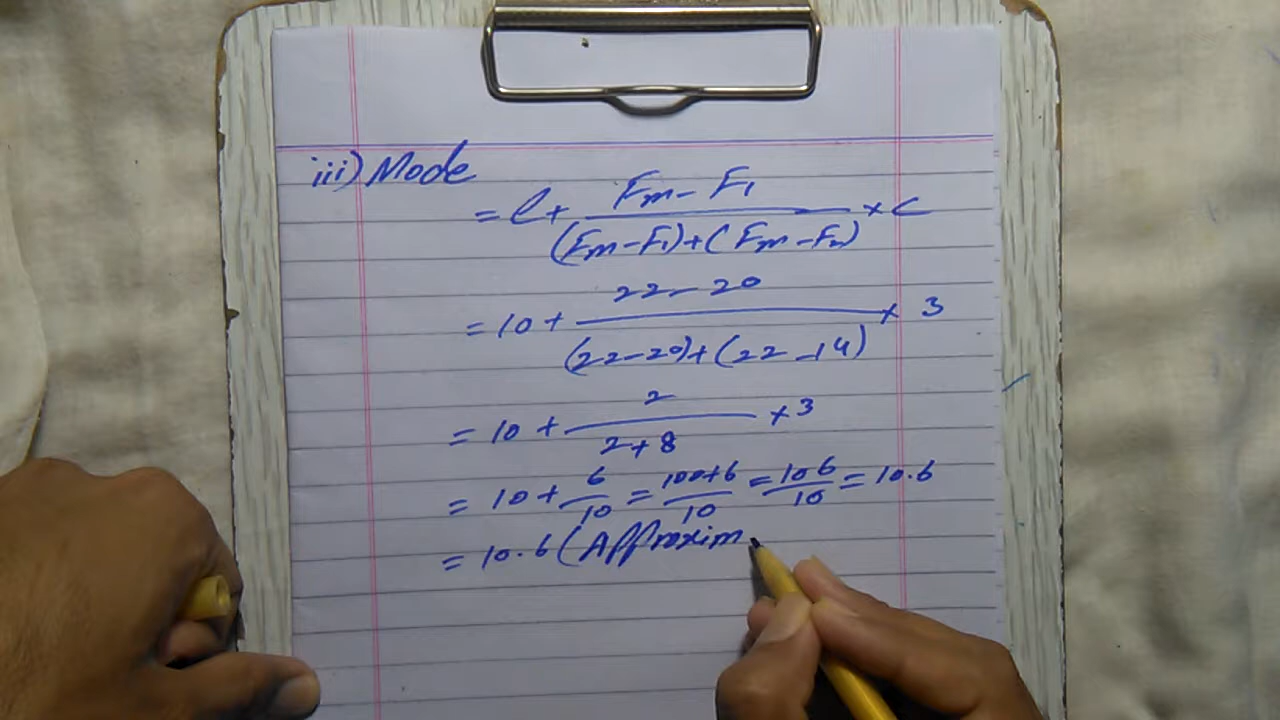 iii) Mode
= l + Fm - F1 / (Fm - F1) + (Fm - F2) × C
= 10 + 22 - 20 / (22 - 20) + (22 - 14) × 3
= 10 + 2 / 2 + 8 × 3
= 10 + 6/10 = 100+6/10 = 106/10 = 10.6
= 10.6 (Approxim